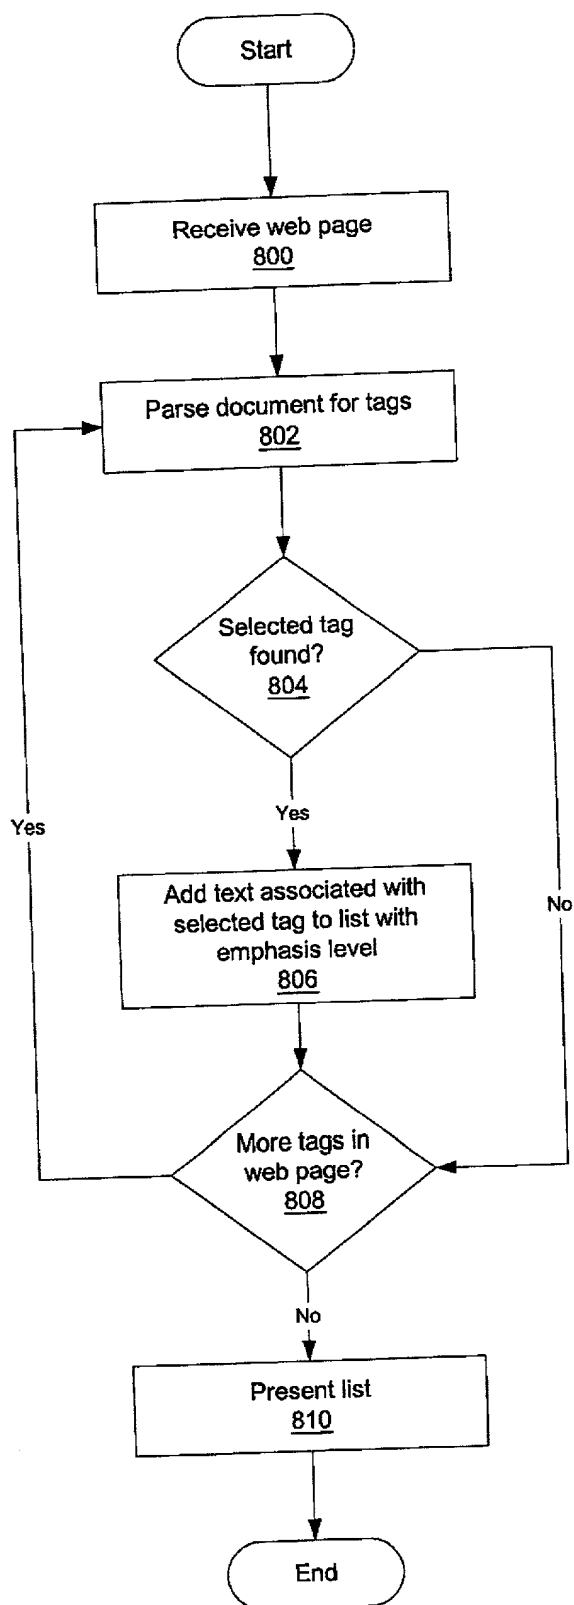 Start
Receive web page
800
Parse document for tags
802
Selected tag
found?
804
Yes
Yes
No
Add text associated with
selected tag to list with
emphasis level
806
More tags in
web page?
808
No
Present list
810
End